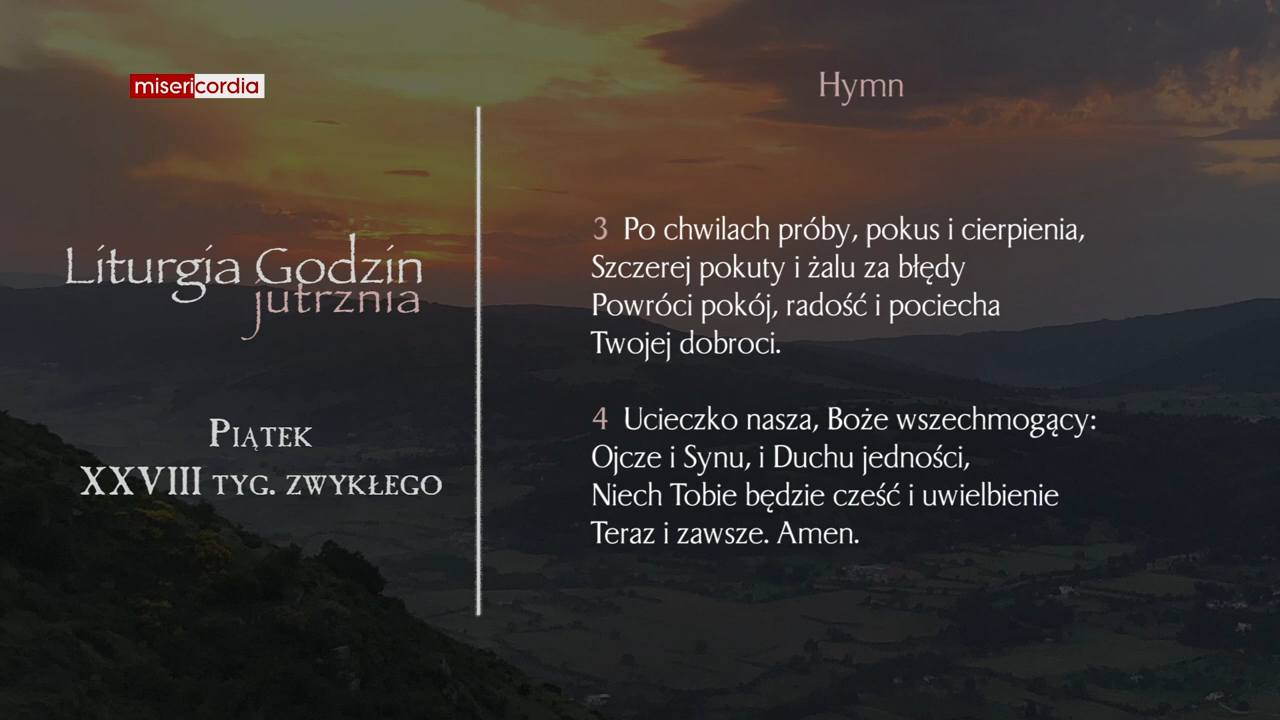 misericordia
Liturgia Godzin
jutrznia
Piątek
XXVIII tyg. zwykłego
Hymn
3 Po chwilach próby, pokus i cierpienia,
Szczerej pokuty i żalu za błędy
Powróci pokój, radość i pociecha
Twojej dobroci.
4 Ucieczko nasza, Boże wszechmogący:
Ojcze i Synu, i Duchu jedności,
Niech Tobie będzie cześć i uwielbienie
Teraz i zawsze. Amen.